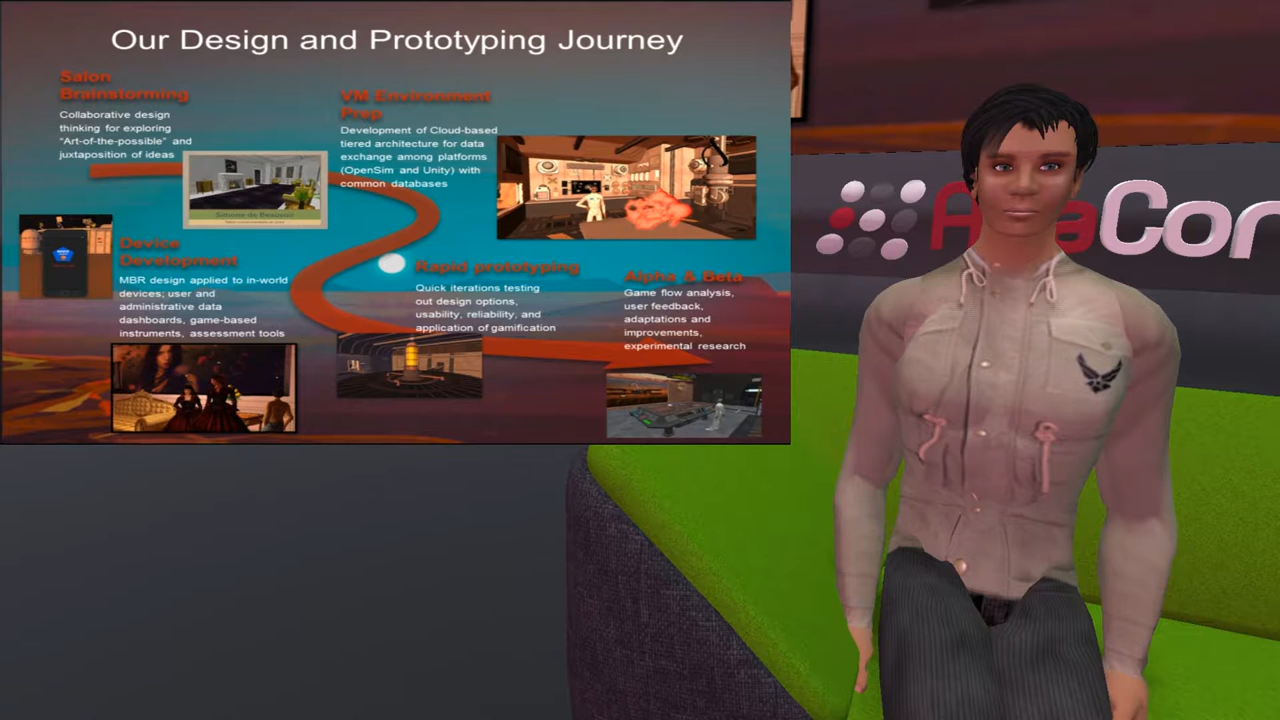 Our Design and Prototyping Journey
Salon
Brainstorming
Collaborative design
thinking for exploring
"Art-of-the-possible" and
juxtaposition of ideas
VM Environment
Prep
Development of Cloud-based
tiered architecture for data
exchange among platforms
(OpenSim and Unity) with
common databases
Device
Development
MBR design applied to in-world
devices; user and
administrative data
dashboards, game-based
instruments, assessment tools
Rapid prototyping
Quick iterations testing
out design options,
usability, reliability, and
application of gamification
Alpha & Beta
Game flow analysis,
user feedback,
adaptations and
improvements,
experimental research
Simone de Beauvoir